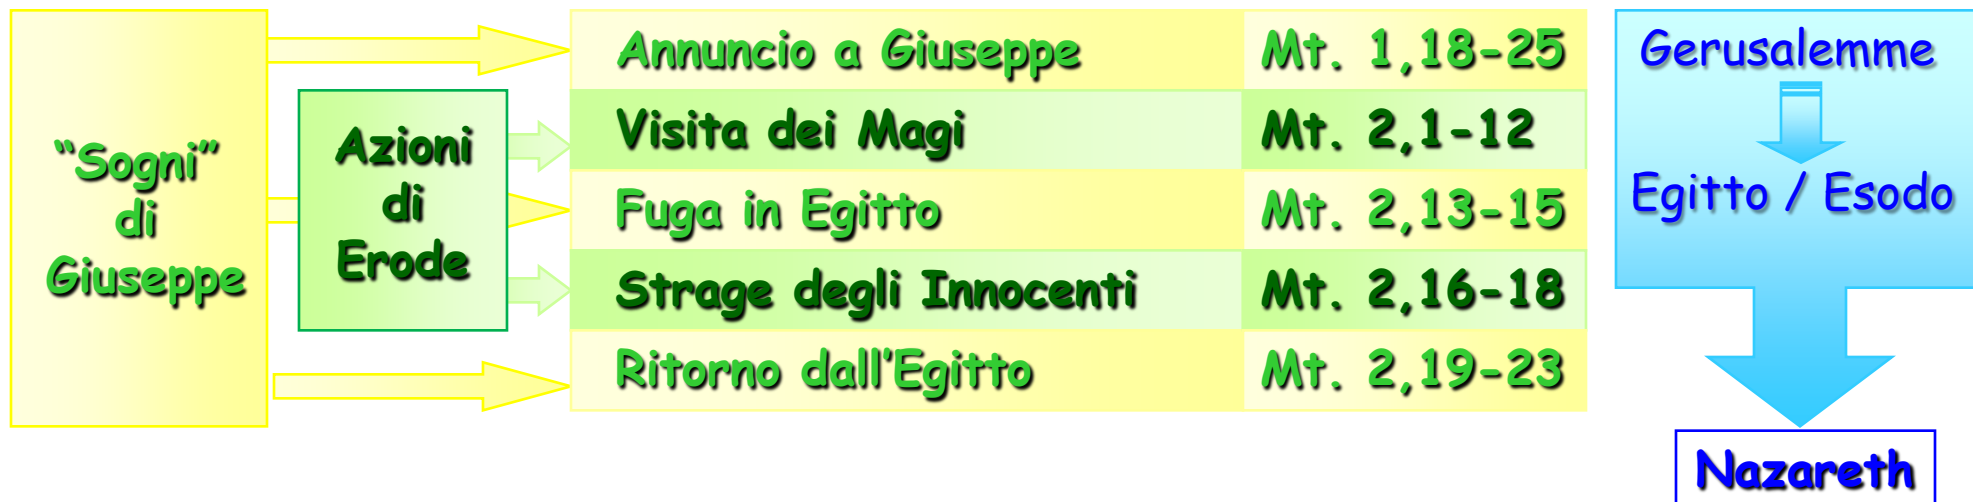 “Sogni”
di
Giuseppe
Azioni
di
Erode
Annuncio a Giuseppe Mt. 1,18-25
Visita dei Magi Mt. 2,1-12
Fuga in Egitto Mt. 2,13-15
Strage degli Innocenti Mt. 2,16-18
Ritorno dall'Egitto Mt. 2,19-23
Gerusalemme
Egitto / Esodo
Nazareth